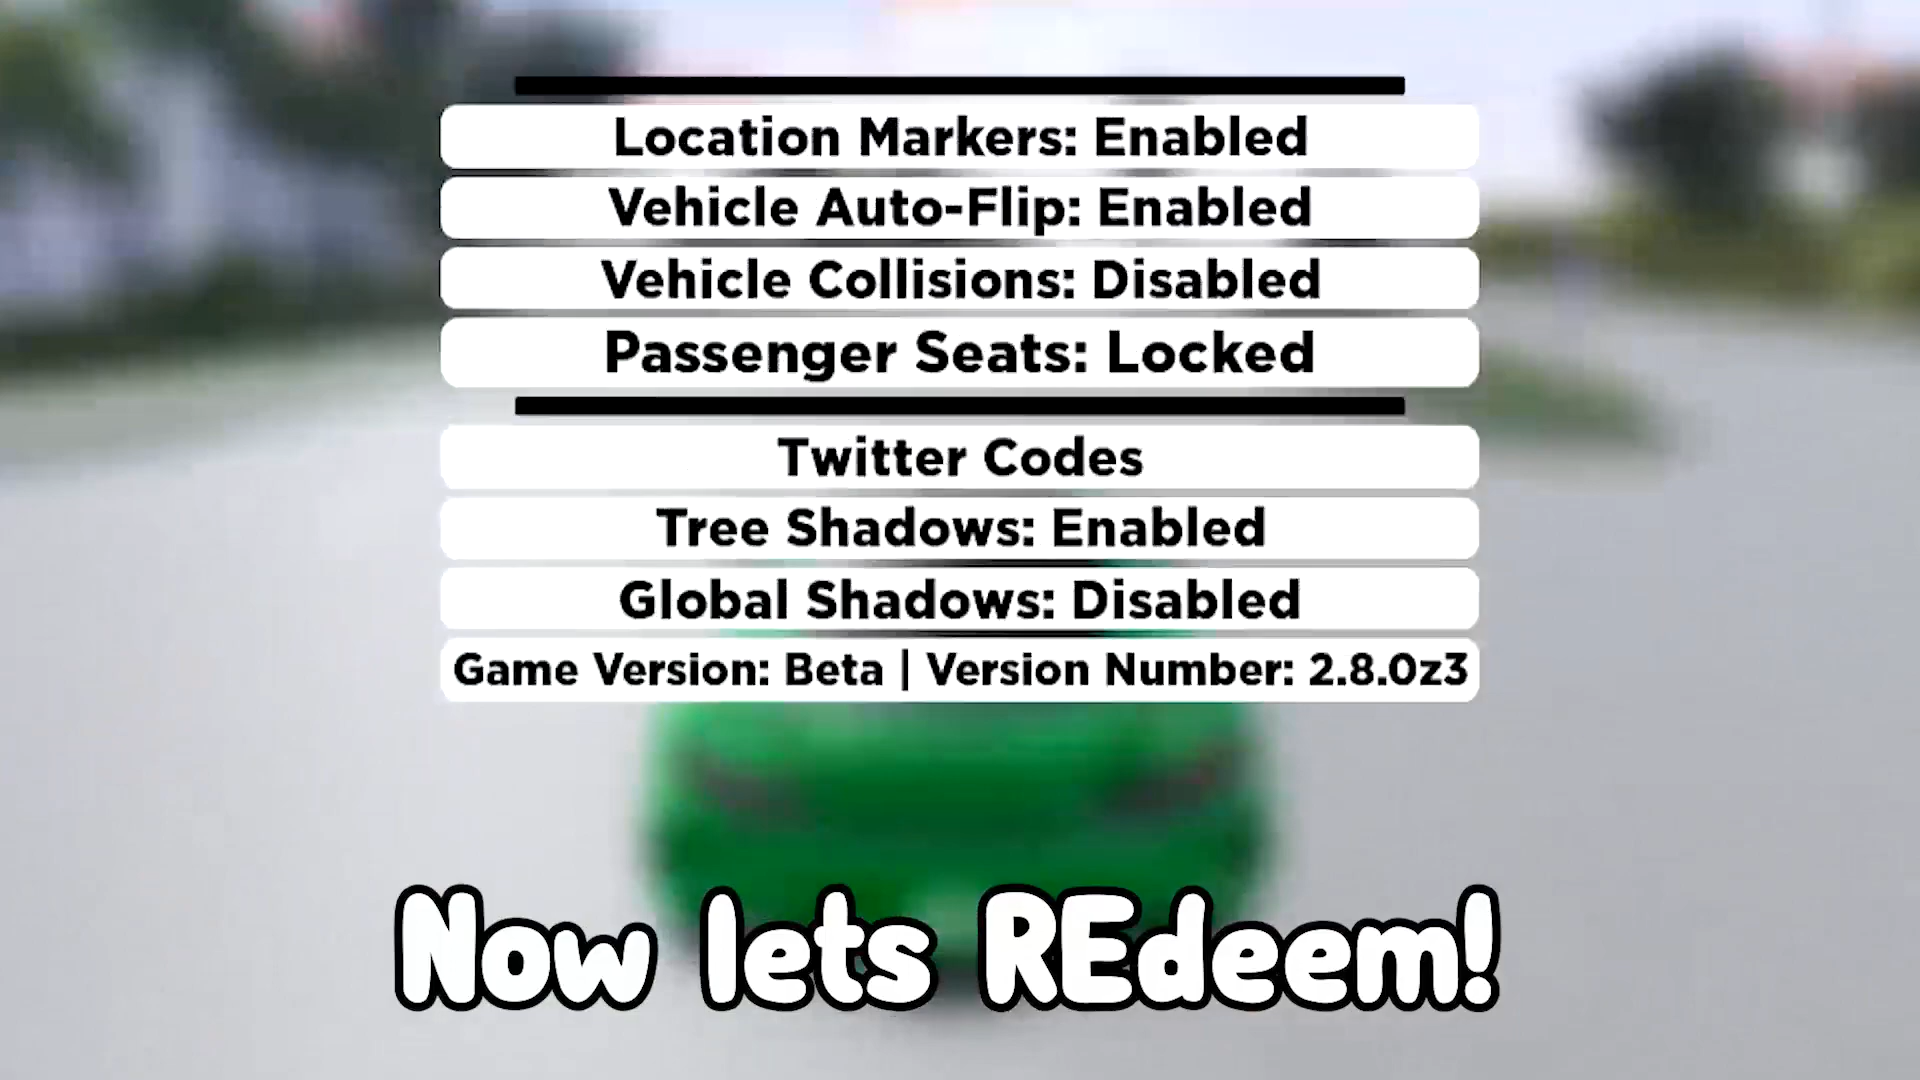 Location Markers: Enabled
Vehicle Auto-Flip: Enabled
Vehicle Collisions: Disabled
Passenger Seats: Locked
Twitter Codes
Tree Shadows: Enabled
Global Shadows: Disabled
Game Version: Beta | Version Number: 2.8.0z3
Now lets REdeem!